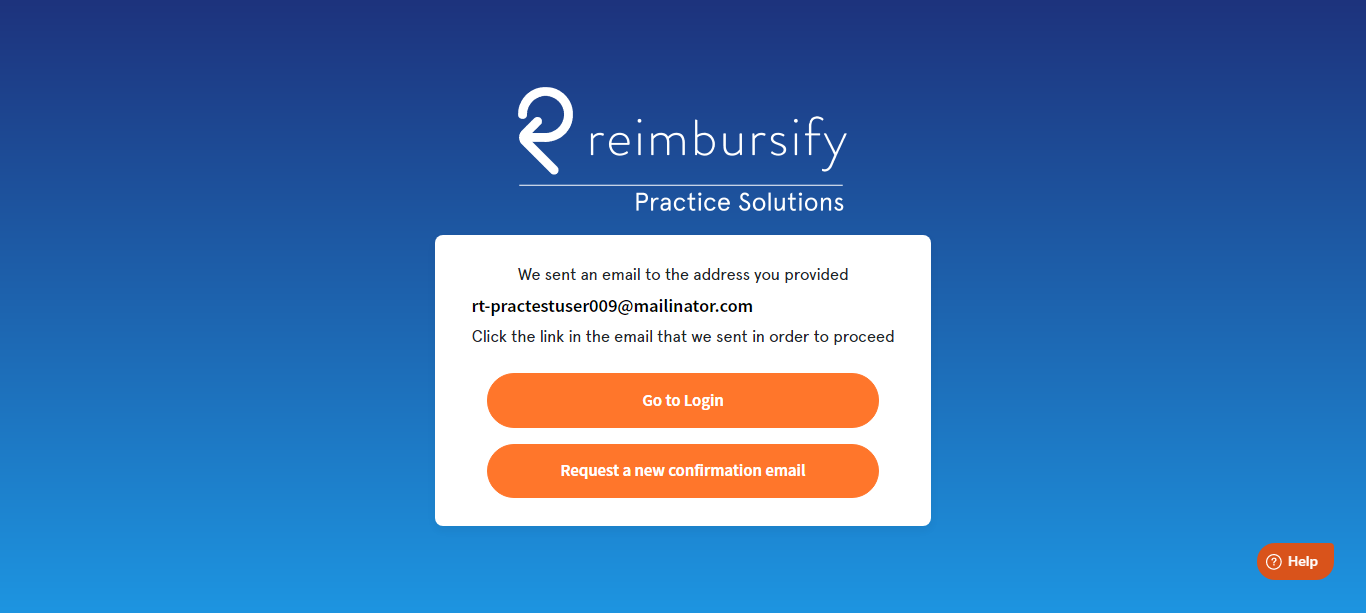 reimbursify
Practice Solutions
We sent an email to the address you provided
rt-practestuser009@mailinator.com
Click the link in the email that we sent in order to proceed
Go to Login
Request a new confirmation email
Help